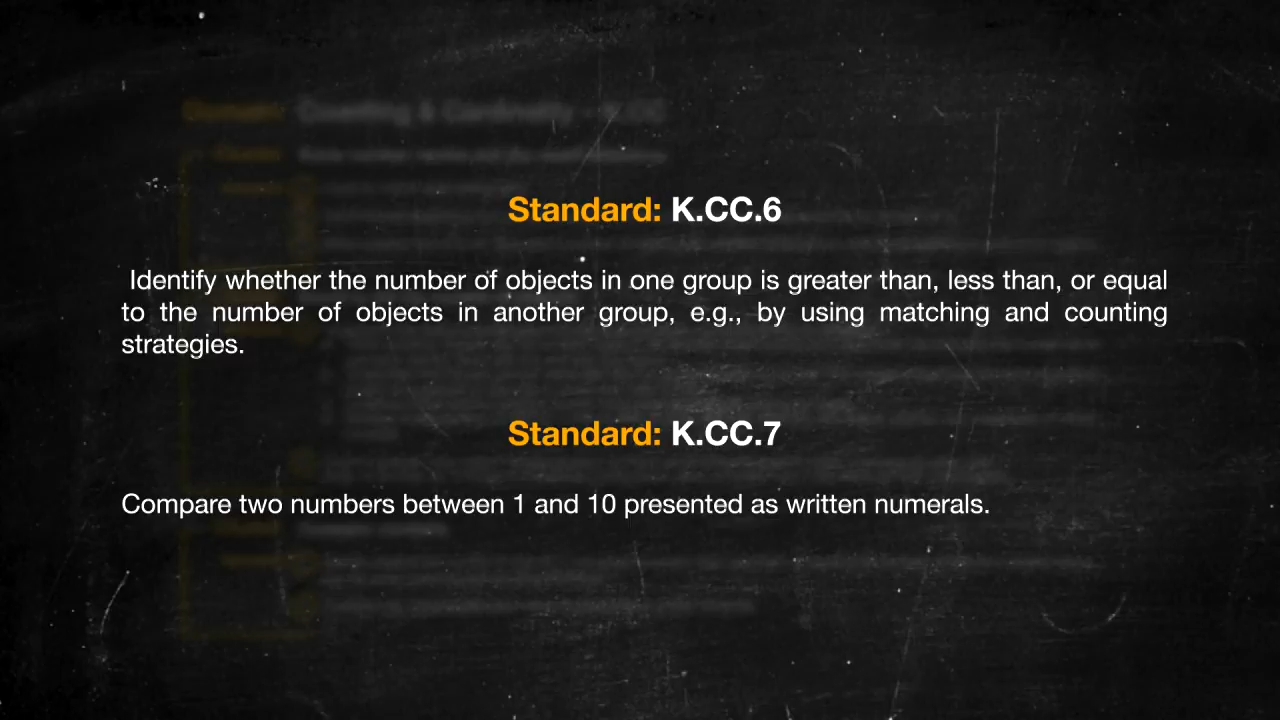 Standard: K.CC.6
Identify whether the number of objects in one group is greater than, less than, or equal
to the number of objects in another group, e.g., by using matching and counting
strategies.
Standard: K.CC.7
Compare two numbers between 1 and 10 presented as written numerals.